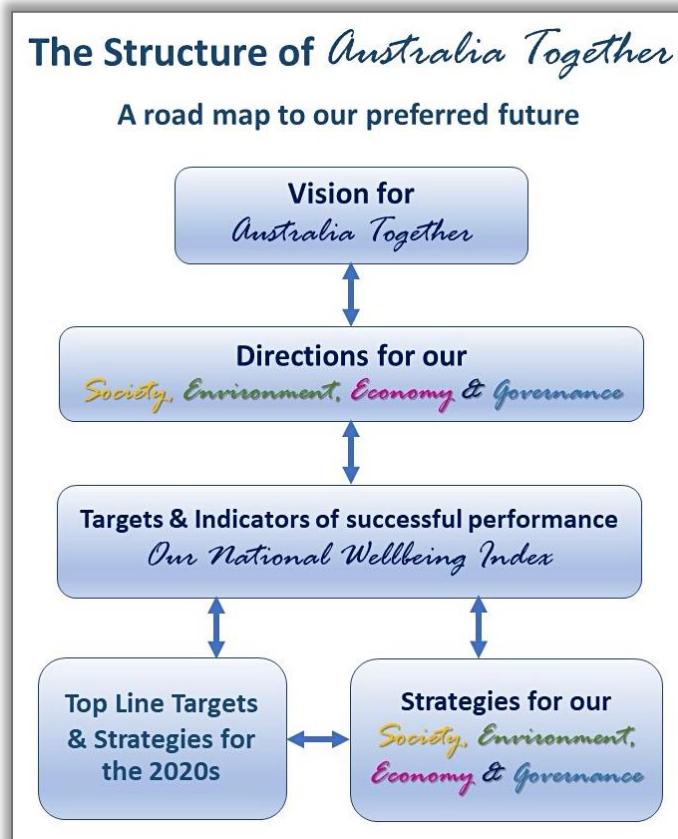 The Structure of Australia Together
A road map to our preferred future
Vision for
Australia Together
Directions for our
Society, Environment, Economy & Governance
Targets & Indicators of successful performance
Our National Wellbeing Index
Top Line Targets
& Strategies for
the 2020s
Strategies for our
Society, Environment,
Economy & Governance